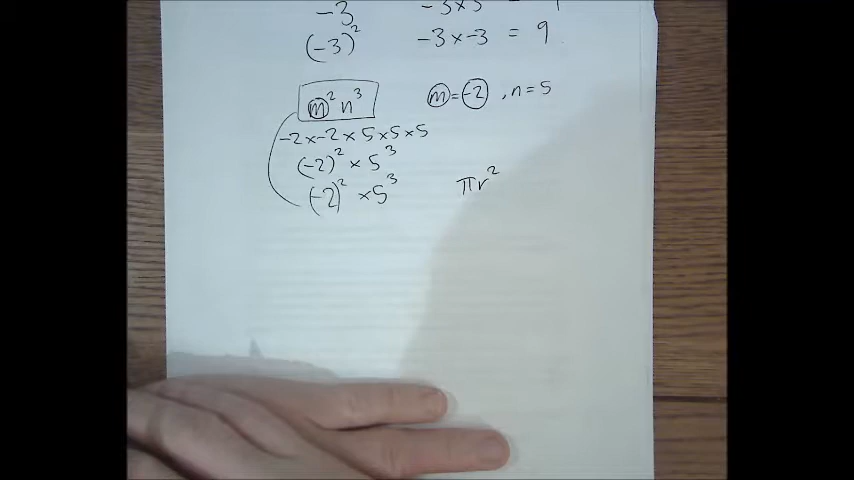 -3
(-3)² -3×-3 = 9
m²n³ m=-2, n=5
-2×-2×5×5×5
(-2)²×5³
(-2)²×5³ πr²